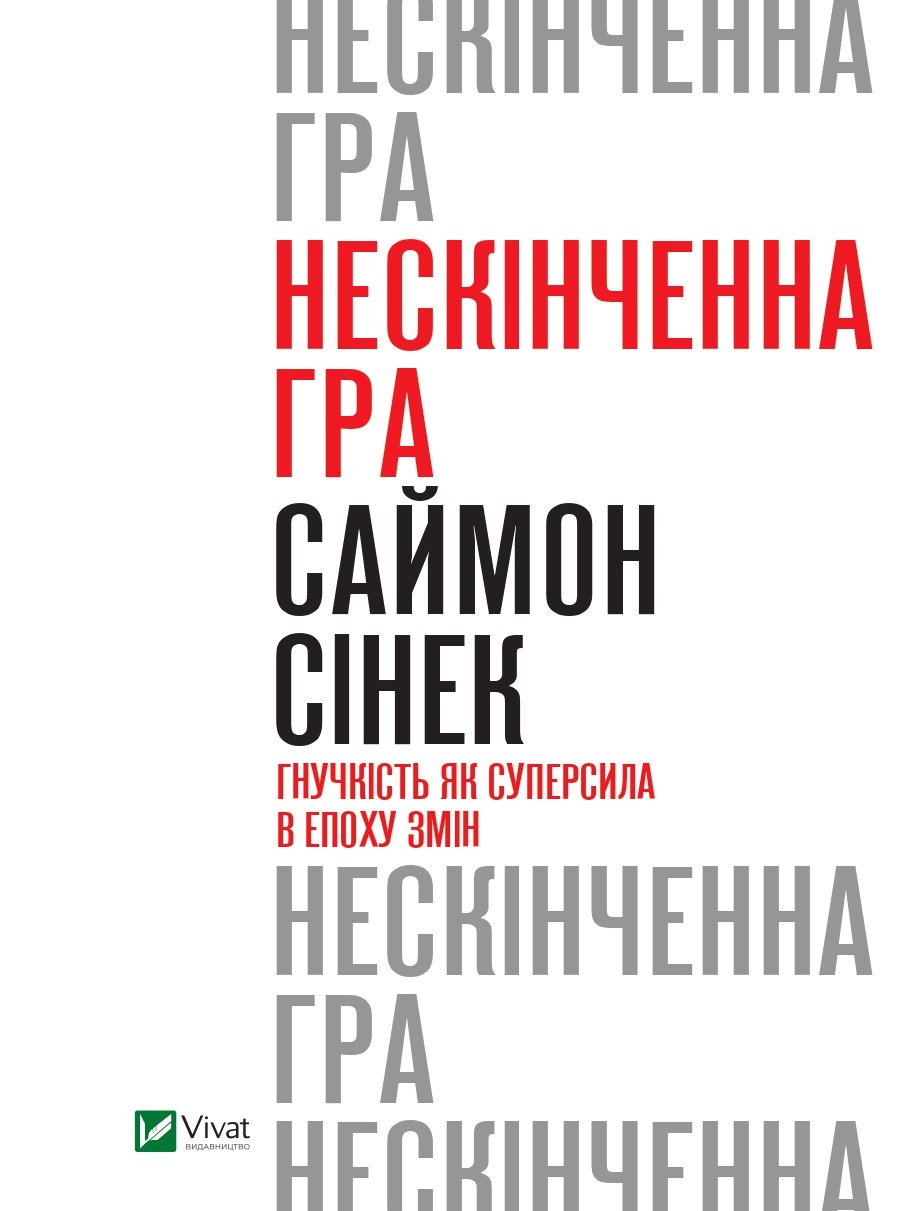 НЕСКІНЧЕННА
ГРА
НЕСКІНЧЕННА
ГРА
САЙМОН
СІНЕК
ГНУЧКІСТЬ ЯК СУПЕРСИЛА
В ЕПОХУ ЗМІН
НЕСКІНЧЕННА
ГРА
Vivat
ВИДАВНИЦТВО
НЕСКІНЧЕННА